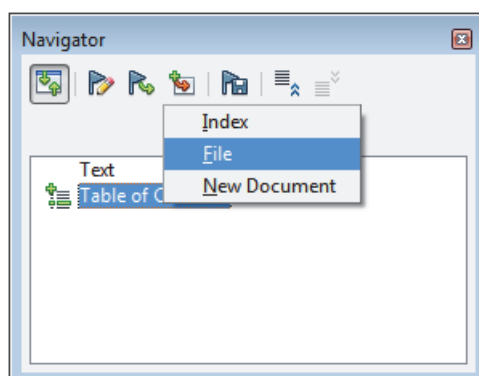 Navigator
Index
File
Text
New Document
Table of C